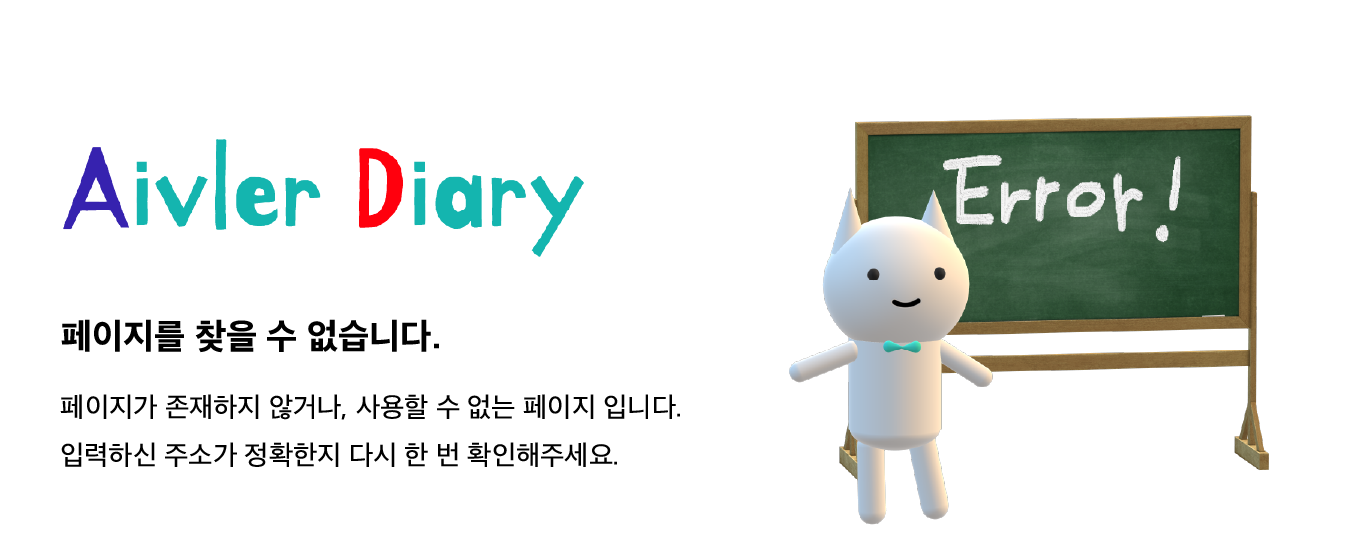 Aivler Diary
Error!
페이지를 찾을 수 없습니다.
페이지가 존재하지 않거나, 사용할 수 없는 페이지 입니다.
입력하신 주소가 정확한지 다시 한 번 확인해주세요.